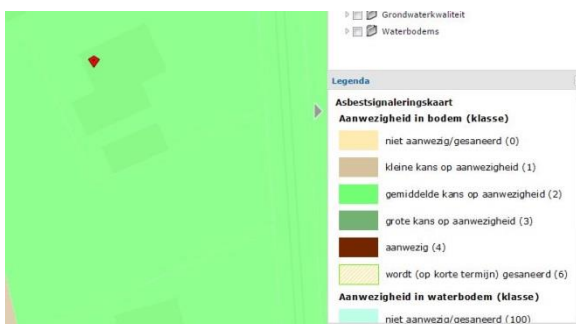 Grondwaterkwaliteit
Waterbodems
Legenda
Asbestsignaleringskaart
Aanwezigheid in bodem (klasse)
niet aanwezig/gesaneerd (0)
kleine kans op aanwezigheid (1)
gemiddelde kans op aanwezigheid (2)
grote kans op aanwezigheid (3)
aanwezig (4)
wordt (op korte termijn) gesaneerd (6)
Aanwezigheid in waterbodem (klasse)
niet aanwezig/gesaneerd (100)